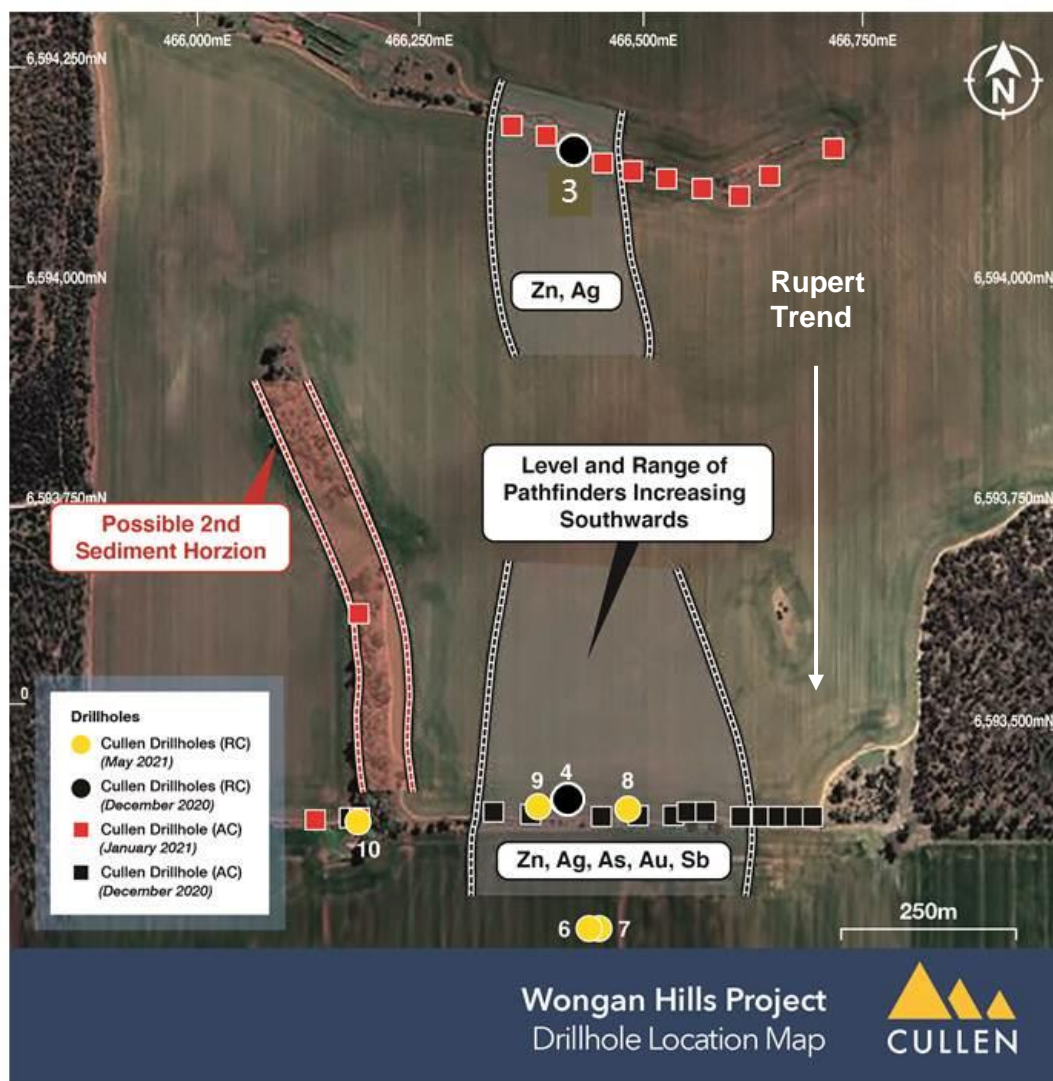 466,000mE
466,250mE
466,500mE
466,750mE
6,594,250mN
N
3
6,594,000mN
6,594,000mN
Zn, Ag
Rupert
Trend
Level and Range of
Pathfinders Increasing
Southwards
6,593,750mN
6,593,750mN
Possible 2nd
Sediment Horzion
0
6,593,500mN
Drillholes
Cullen Drillholes (RC)
(May 2021)
Cullen Drillholes (RC)
(December 2020)
Cullen Drillhole (AC)
(January 2021)
Cullen Drillhole (AC)
(December 2020)
9
4
8
10
Zn, Ag, As, Au, Sb
6
7
250m
Wongan Hills Project
Drillhole Location Map
CULLEN